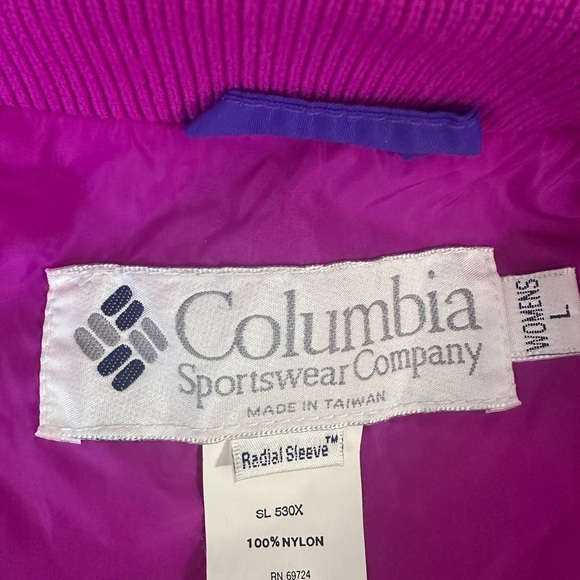 Columbia
Sportswear Company
MADE IN TAIWAN
WOMENS
L
Radial Sleeve™
SL 530X
100% NYLON
RN 69724